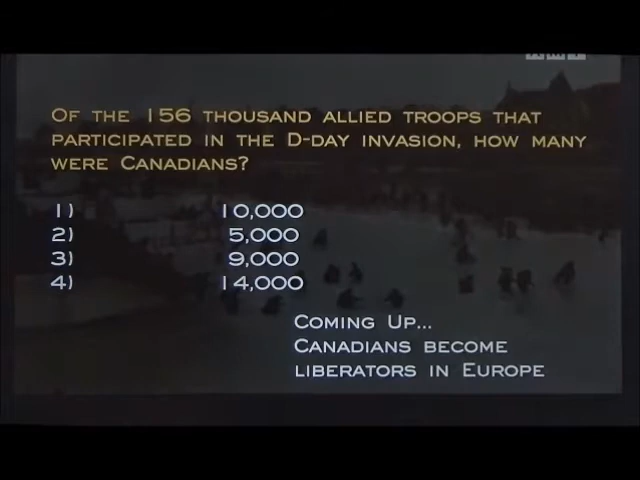 OF THE 156 THOUSAND ALLIED TROOPS THAT
PARTICIPATED IN THE D-DAY INVASION, HOW MANY
WERE CANADIANS?
1) 10,000
2) 5,000
3) 9,000
4) 14,000
COMING UP...
CANADIANS BECOME
LIBERATORS IN EUROPE